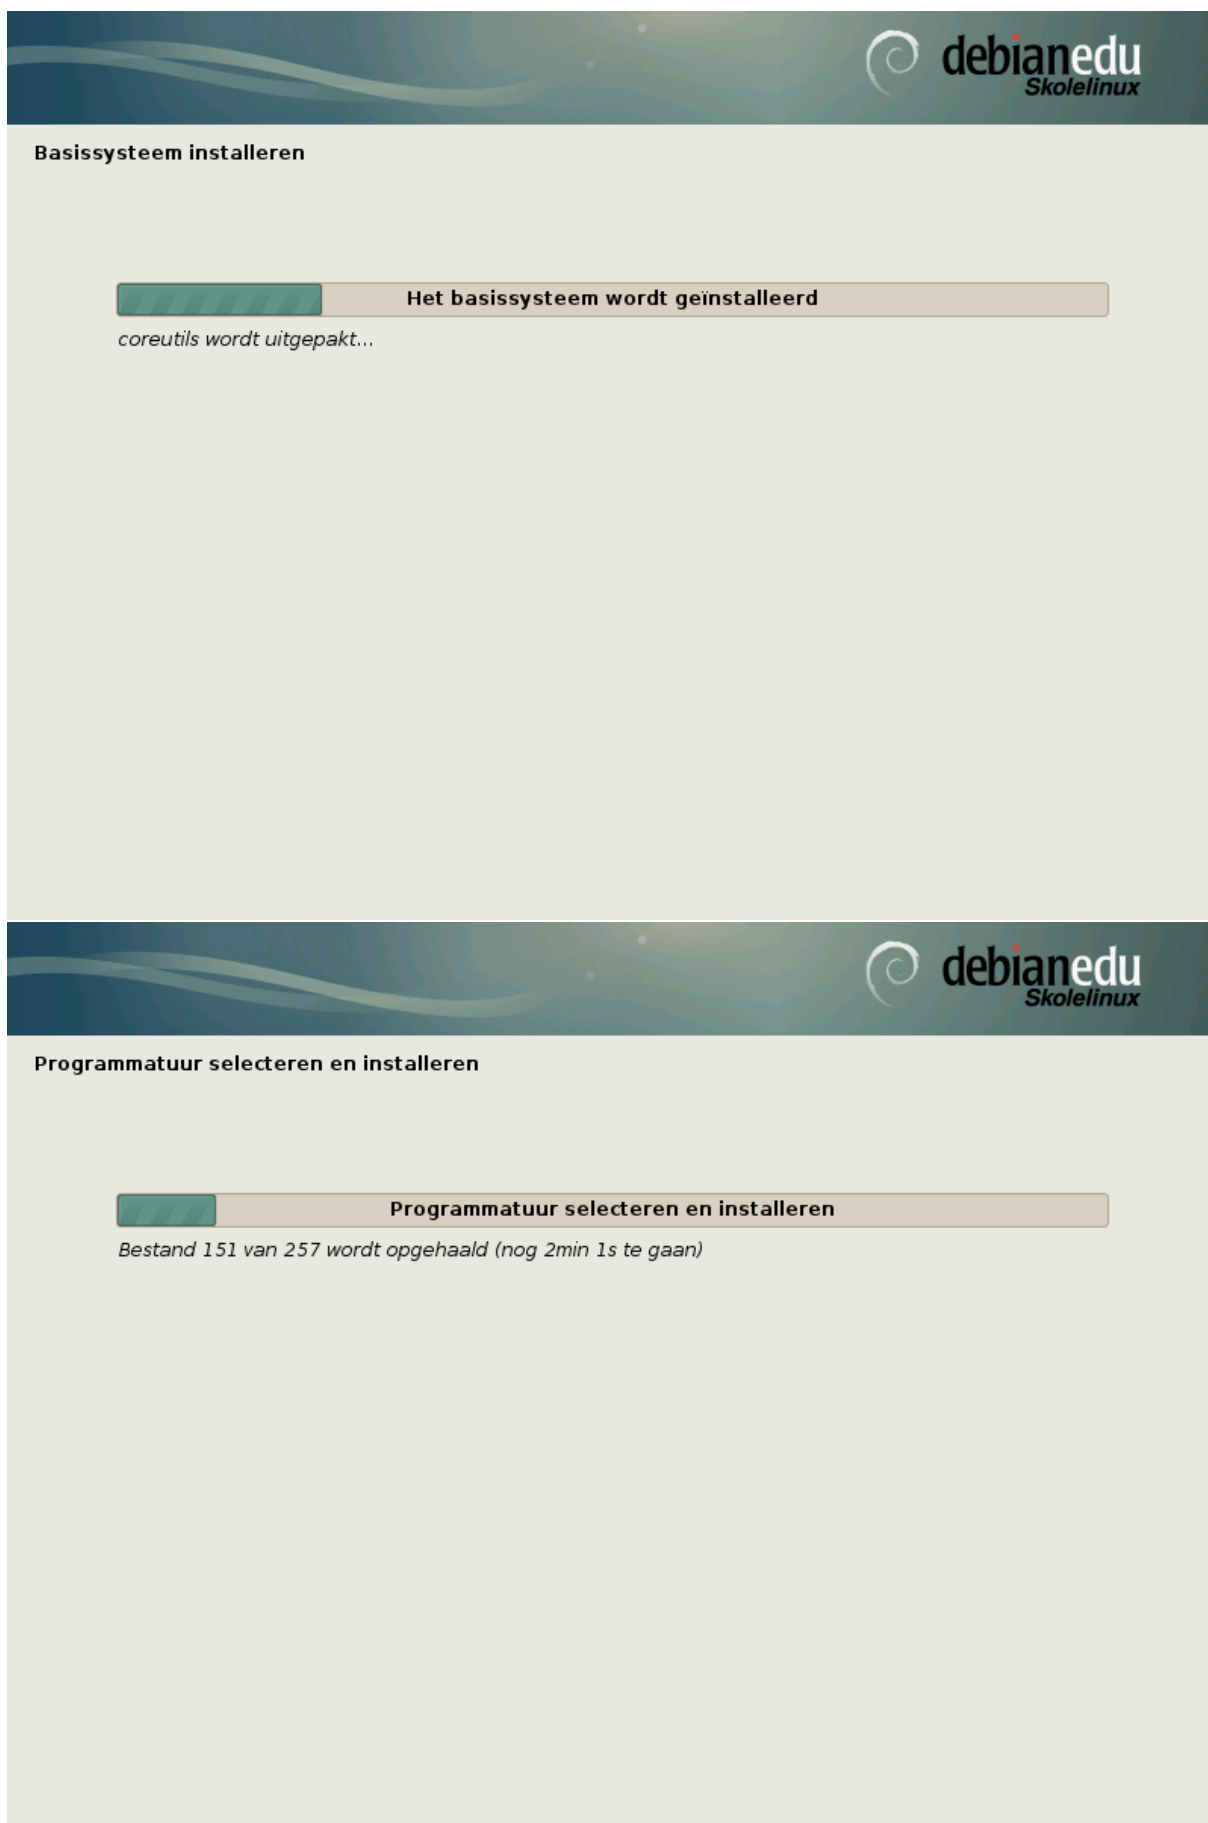 debianedu
Skolelinux
Basissysteem installeren
Het basissysteem wordt geïnstalleerd
coreutils wordt uitgepakt...
debianedu
Skolelinux
Programmatuur selecteren en installeren
Programmatuur selecteren en installeren
Bestand 151 van 257 wordt opgehaald (nog 2min 1s te gaan)